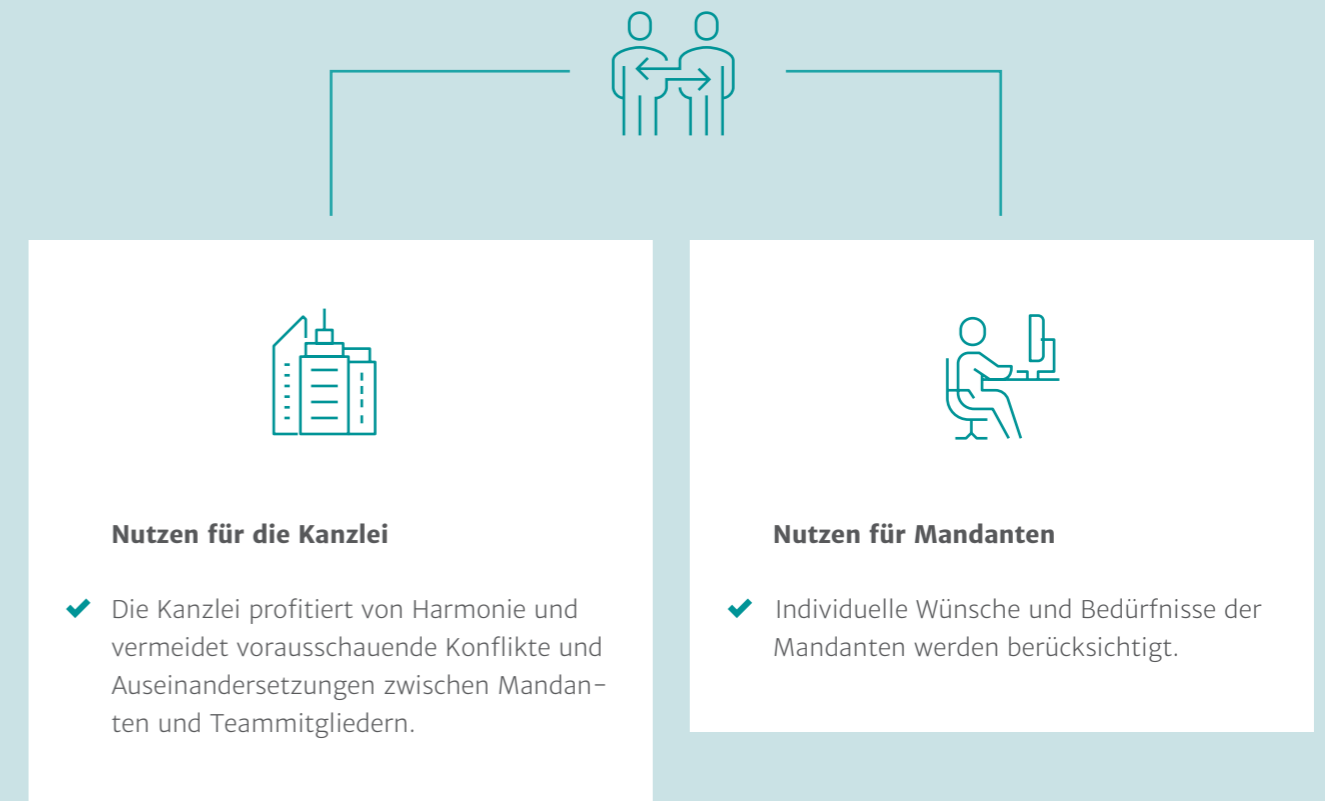 Nutzen für die Kanzlei
Die Kanzlei profitiert von Harmonie und
vermeidet vorausschauende Konflikte und
Auseinandersetzungen zwischen Mandan-
ten und Teammitgliedern.
Nutzen für Mandanten
Individuelle Wünsche und Bedürfnisse der
Mandanten werden berücksichtigt.